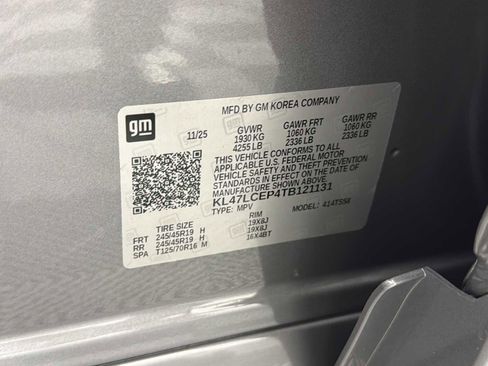 gm
MFD BY GM KOREA COMPANY
11/25 GVWR GAWR FRT GAWR RR
1930 KG 1060 KG 1060 KG
4255 LB 2336 LB 2336 LB
THIS VEHICLE CONFORMS TO ALL
APPLICABLE U.S. FEDERAL MOTOR
VEHICLE SAFETY AND THEFT PREVENTION
STANDARDS IN EFFECT ON THE DATE OF
MANUFACTURE SHOWN ABOVE.
KL47LCEP4TB121131
TYPE: MPV MODEL: 414TS58
TIRE SIZE RIM
FRT 245/45R19 H 19X8J
RR 245/45R19 H 19X8J
SPA T125/70R16 M 16X4BT